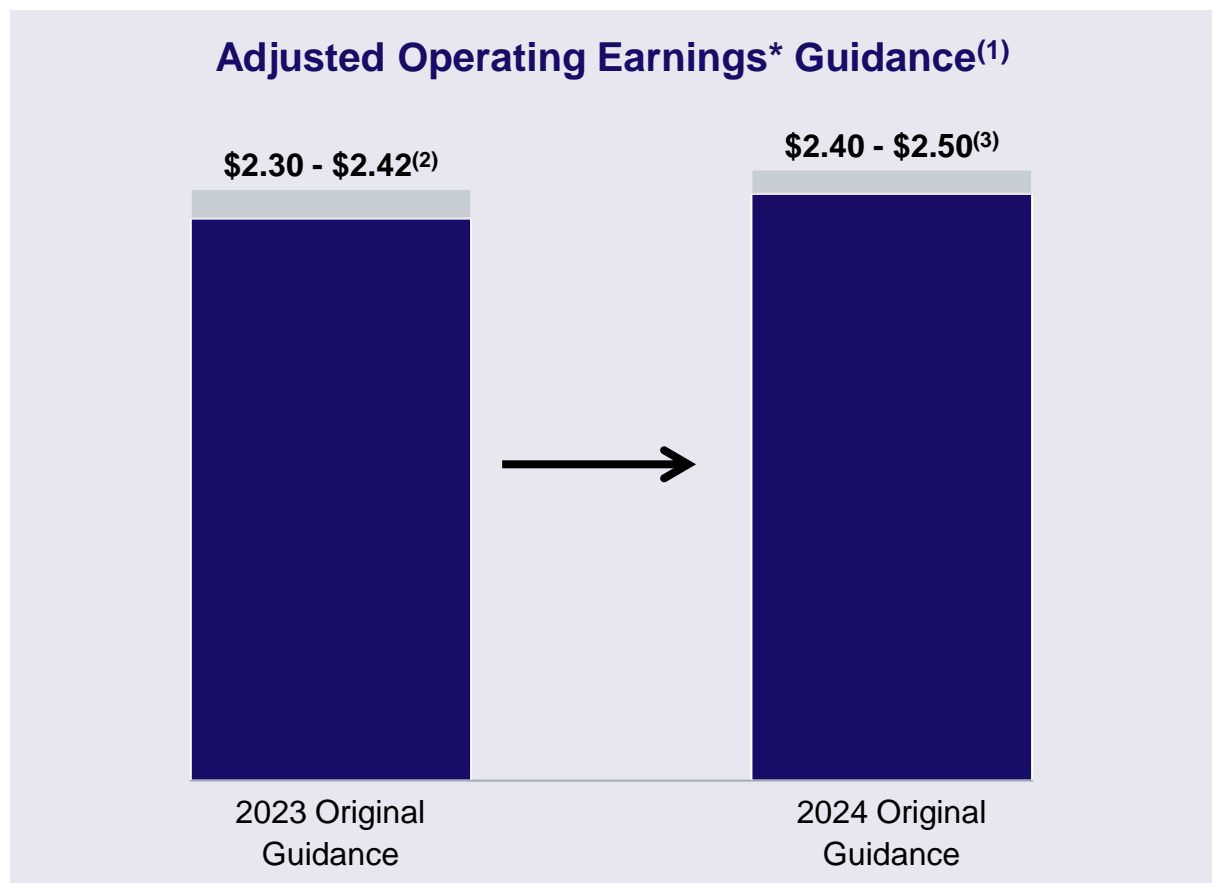 Adjusted Operating Earnings* Guidance(1)
$2.30 - $2.42(2)
$2.40 - $2.50(3)
2023 Original
Guidance
2024 Original
Guidance